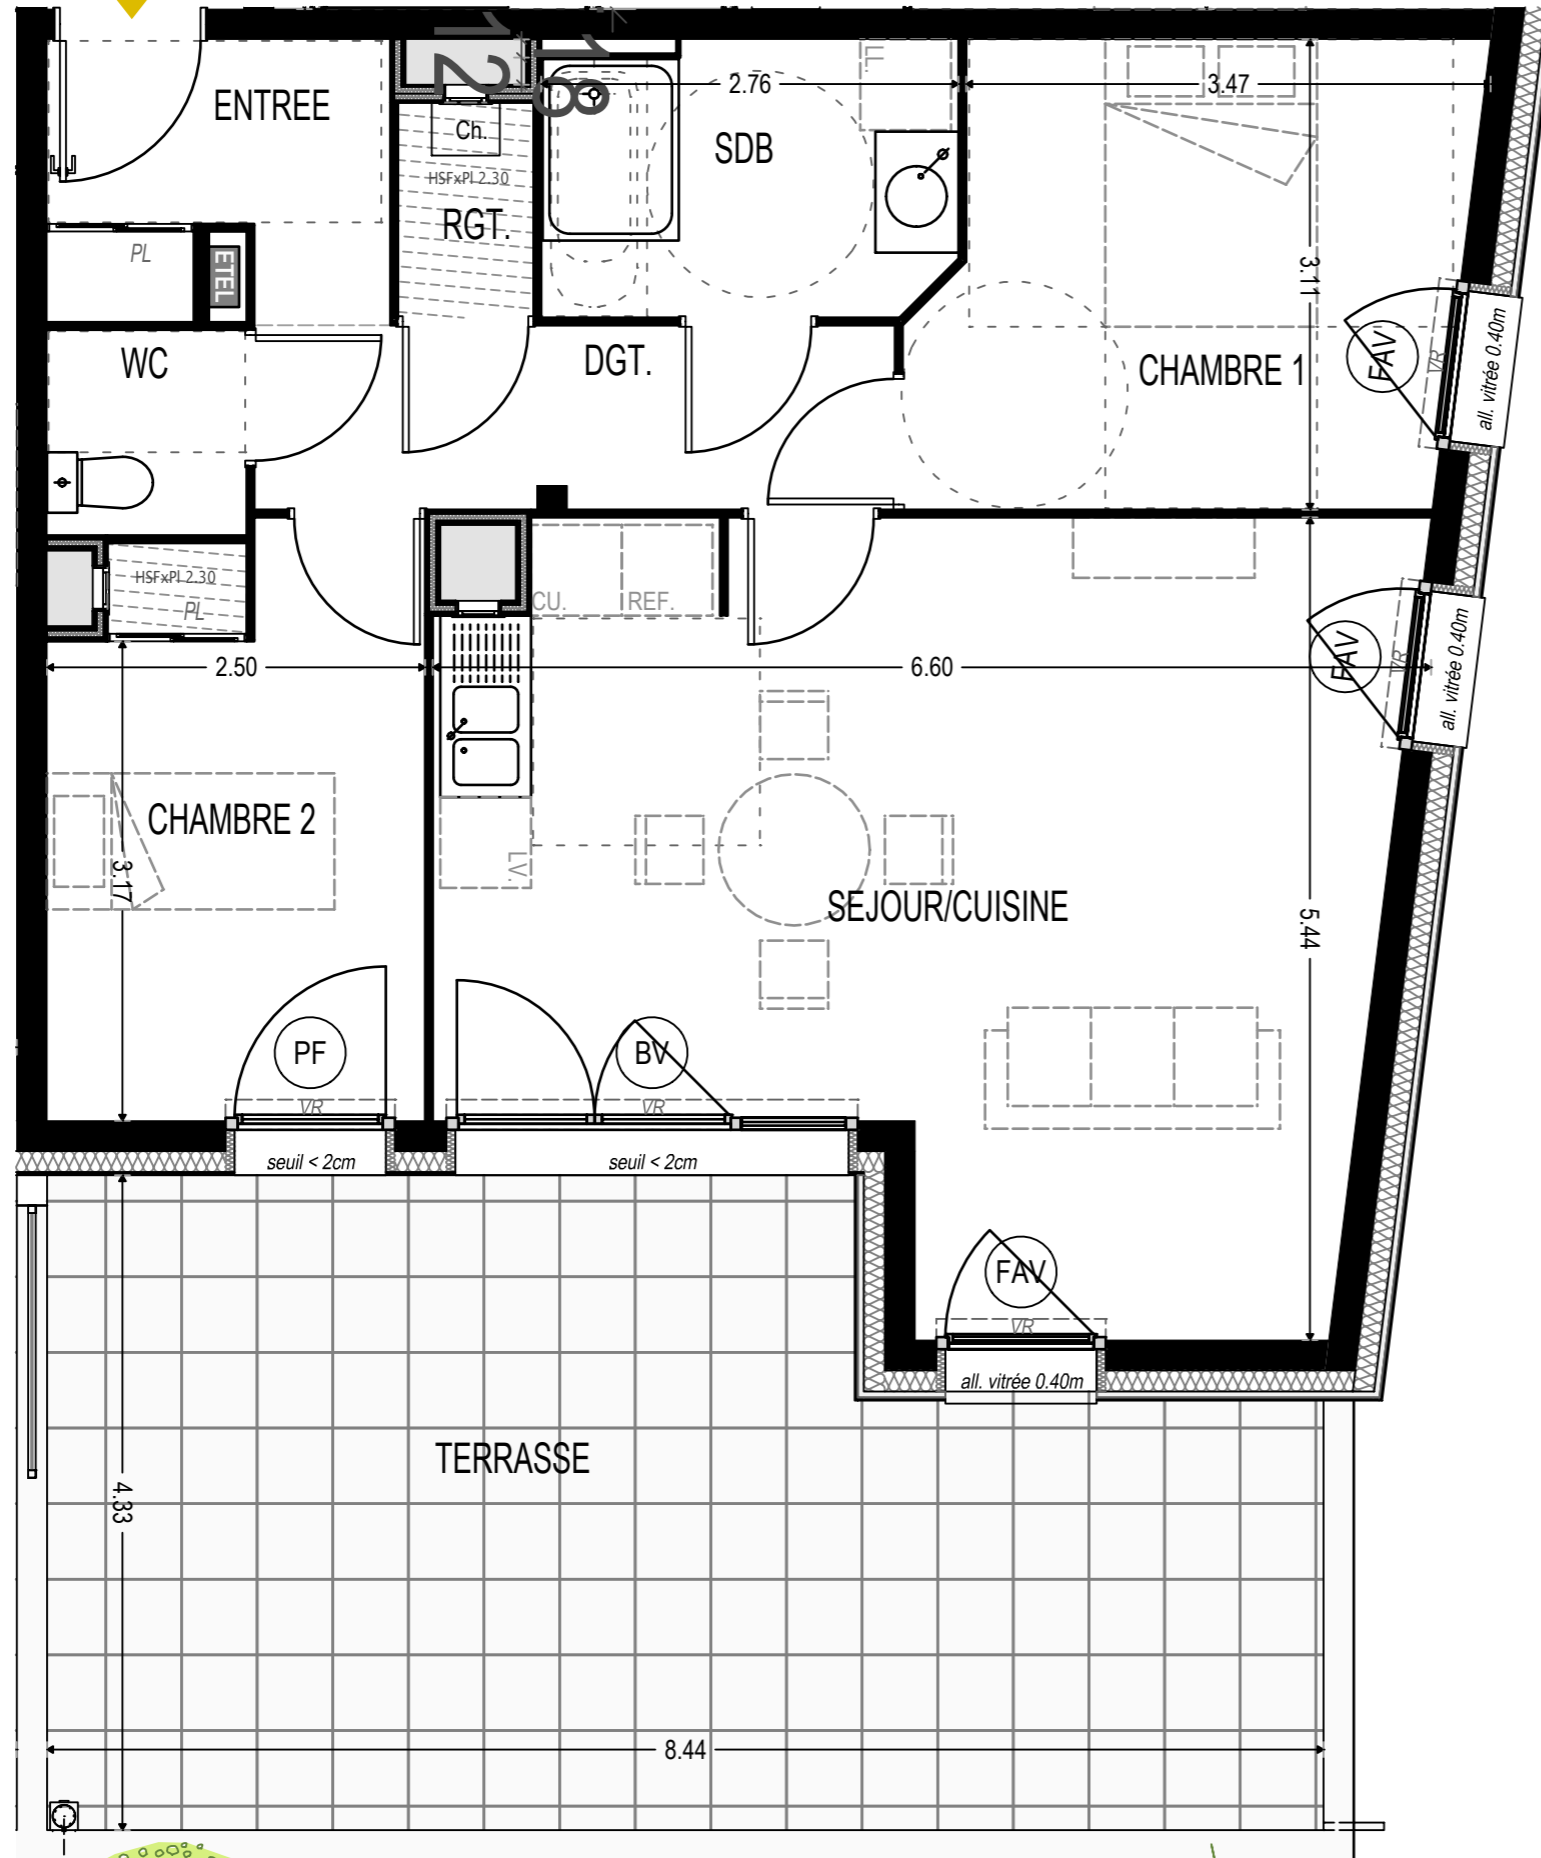 12
18
ENTREE
Ch.
2.76
3.47
SDB
LL
HSFxPl 2.30
RGT.
PL
ETEL
3.11
WC
DGT.
CHAMBRE 1
FAV
VR
all. vitrée 0.40m
HSFxPl 2.30
PL
CU.
REF.
2.50
6.60
FAV
VR
all. vitrée 0.40m
CHAMBRE 2
3.17
LV.
SEJOUR/CUISINE
5.44
PF
BV
VR
VR
seuil < 2cm
seuil < 2cm
FAV
VR
all. vitrée 0.40m
TERRASSE
4.33
8.44